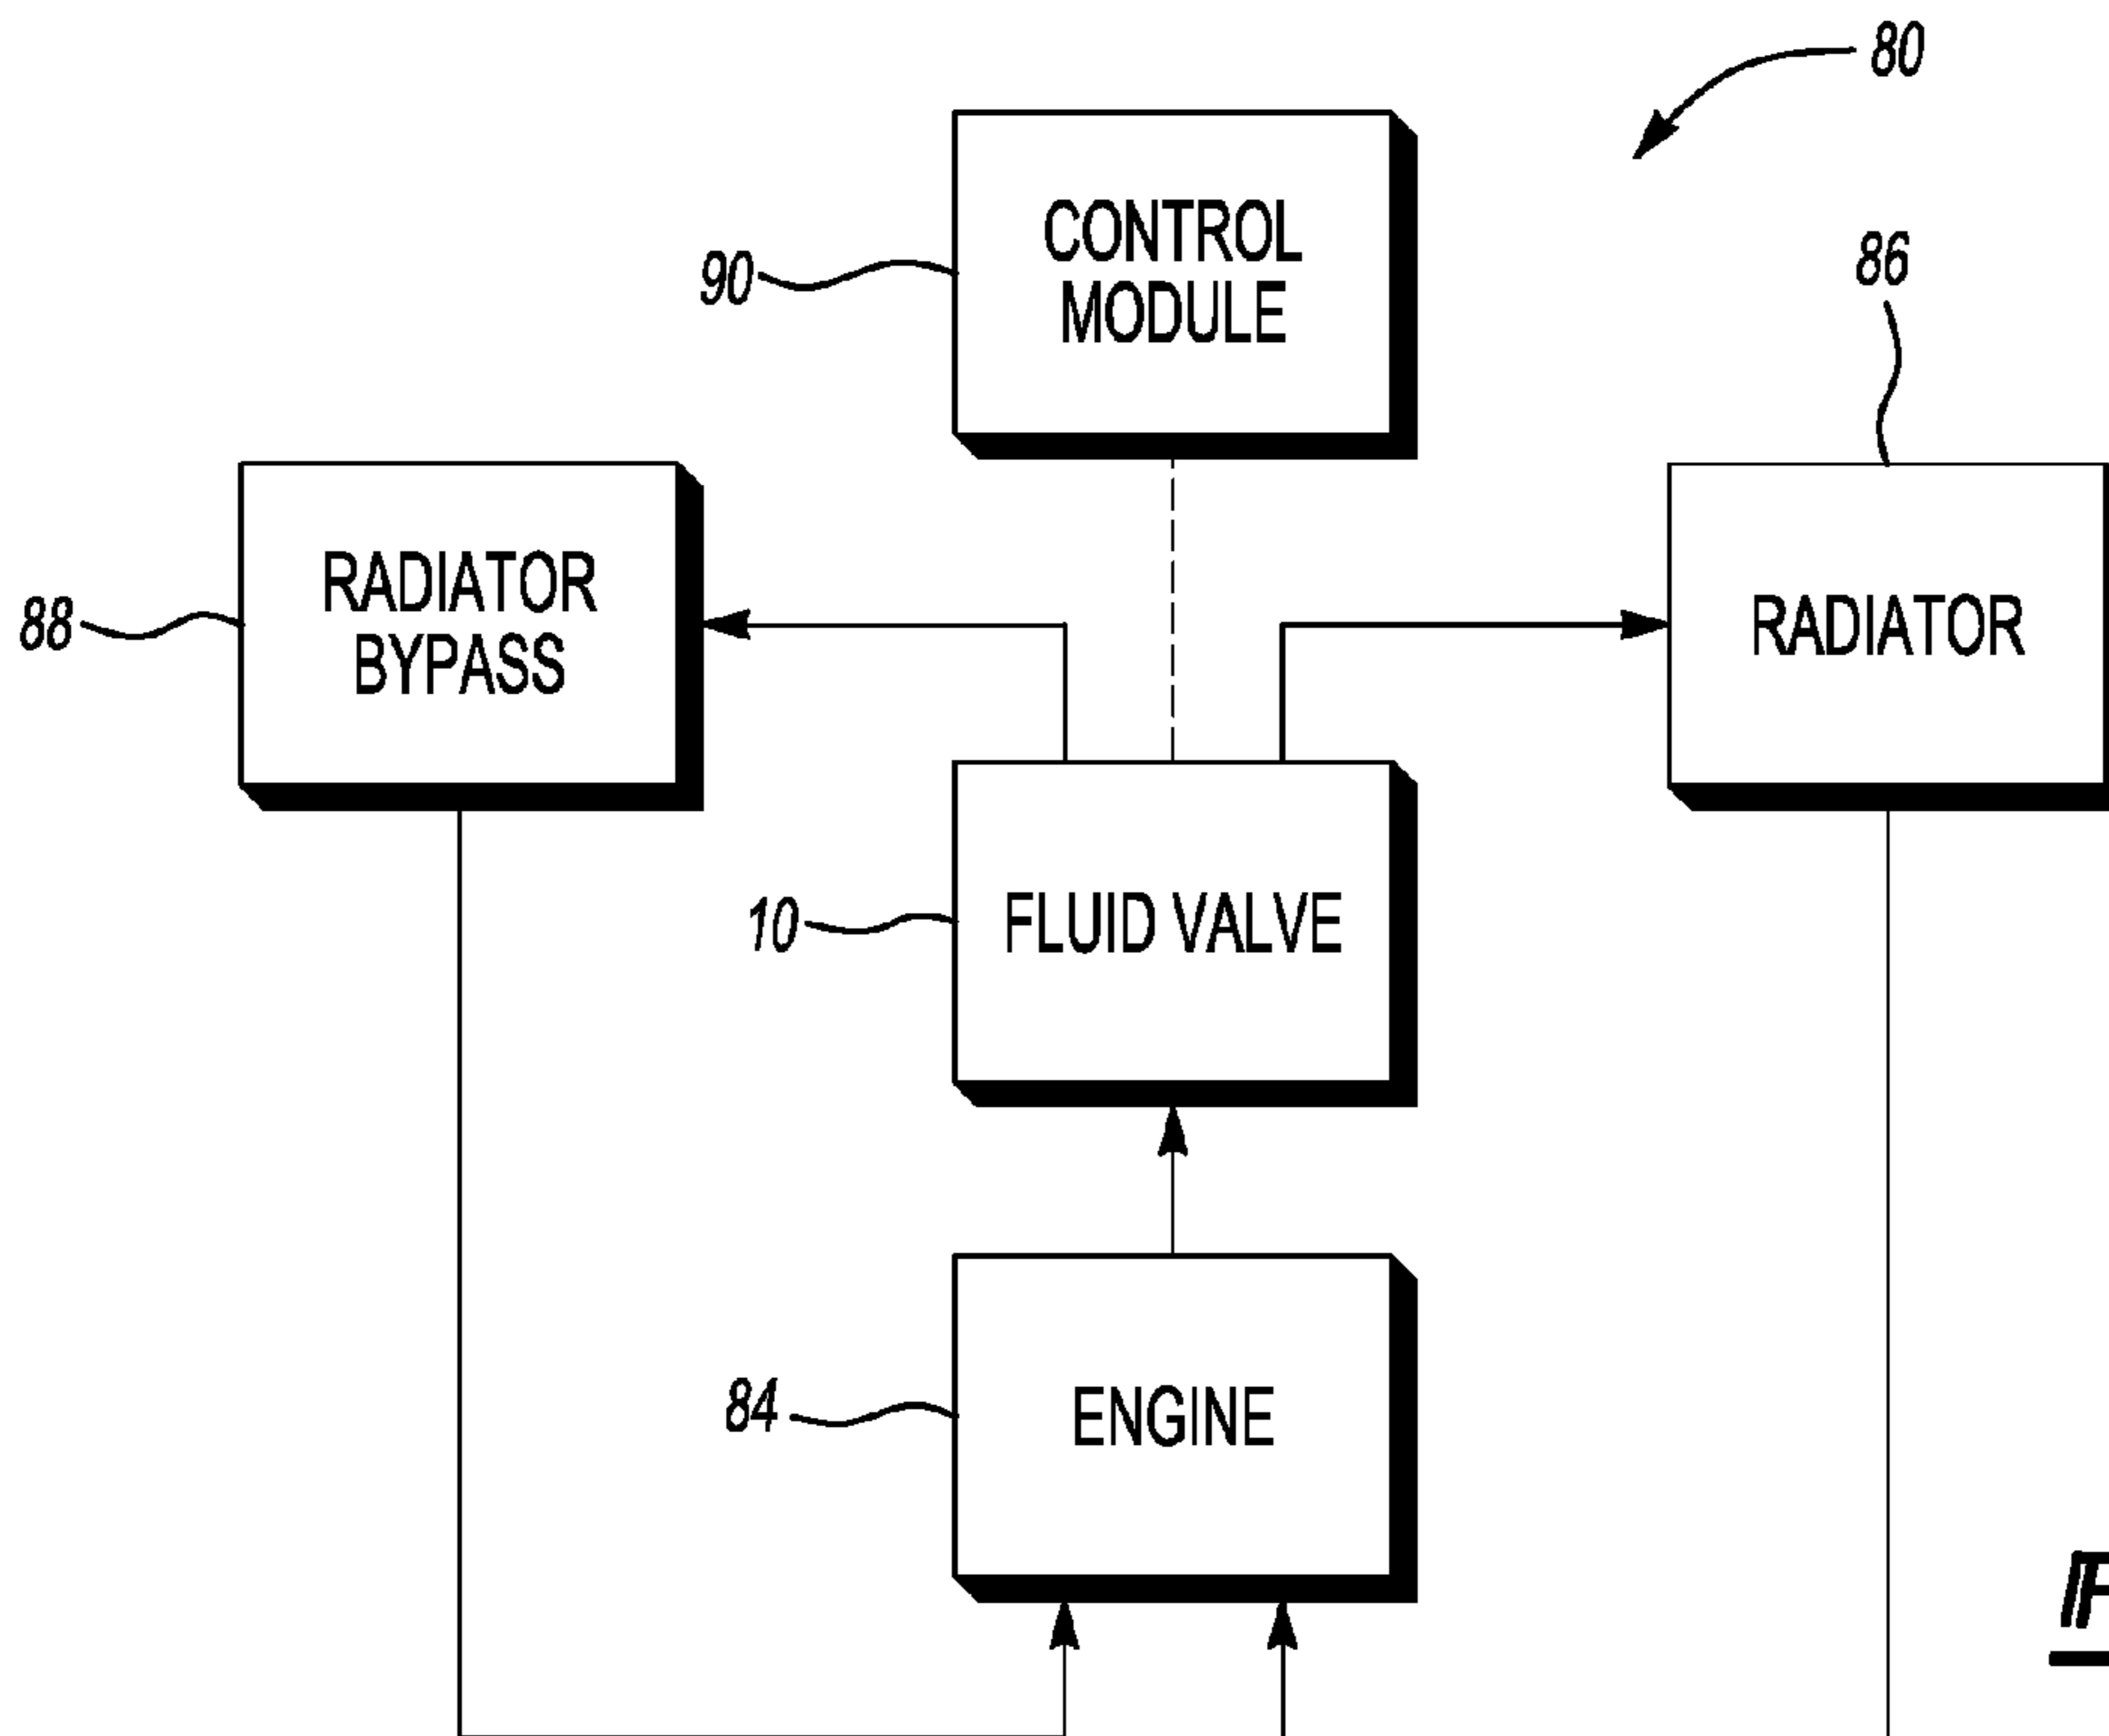 80
CONTROL
MODULE
90
86
RADIATOR
BYPASS
88
RADIATOR
10
FLUID VALVE
84
ENGINE